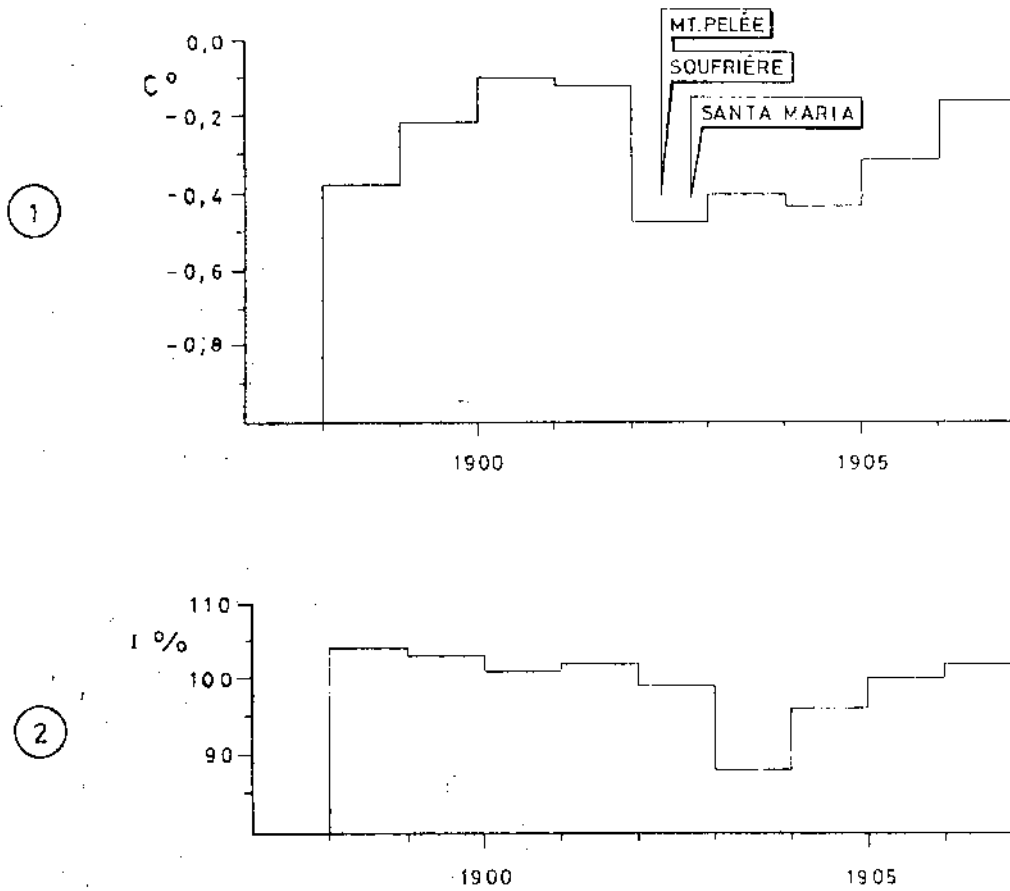 MT. PELÉE
SOUFRIÈRE
SANTA MARIA
C°
0,0
-0,2
-0,4
-0,6
-0,8
1
1900
1905
I %
110
100
90
2
1900
1905